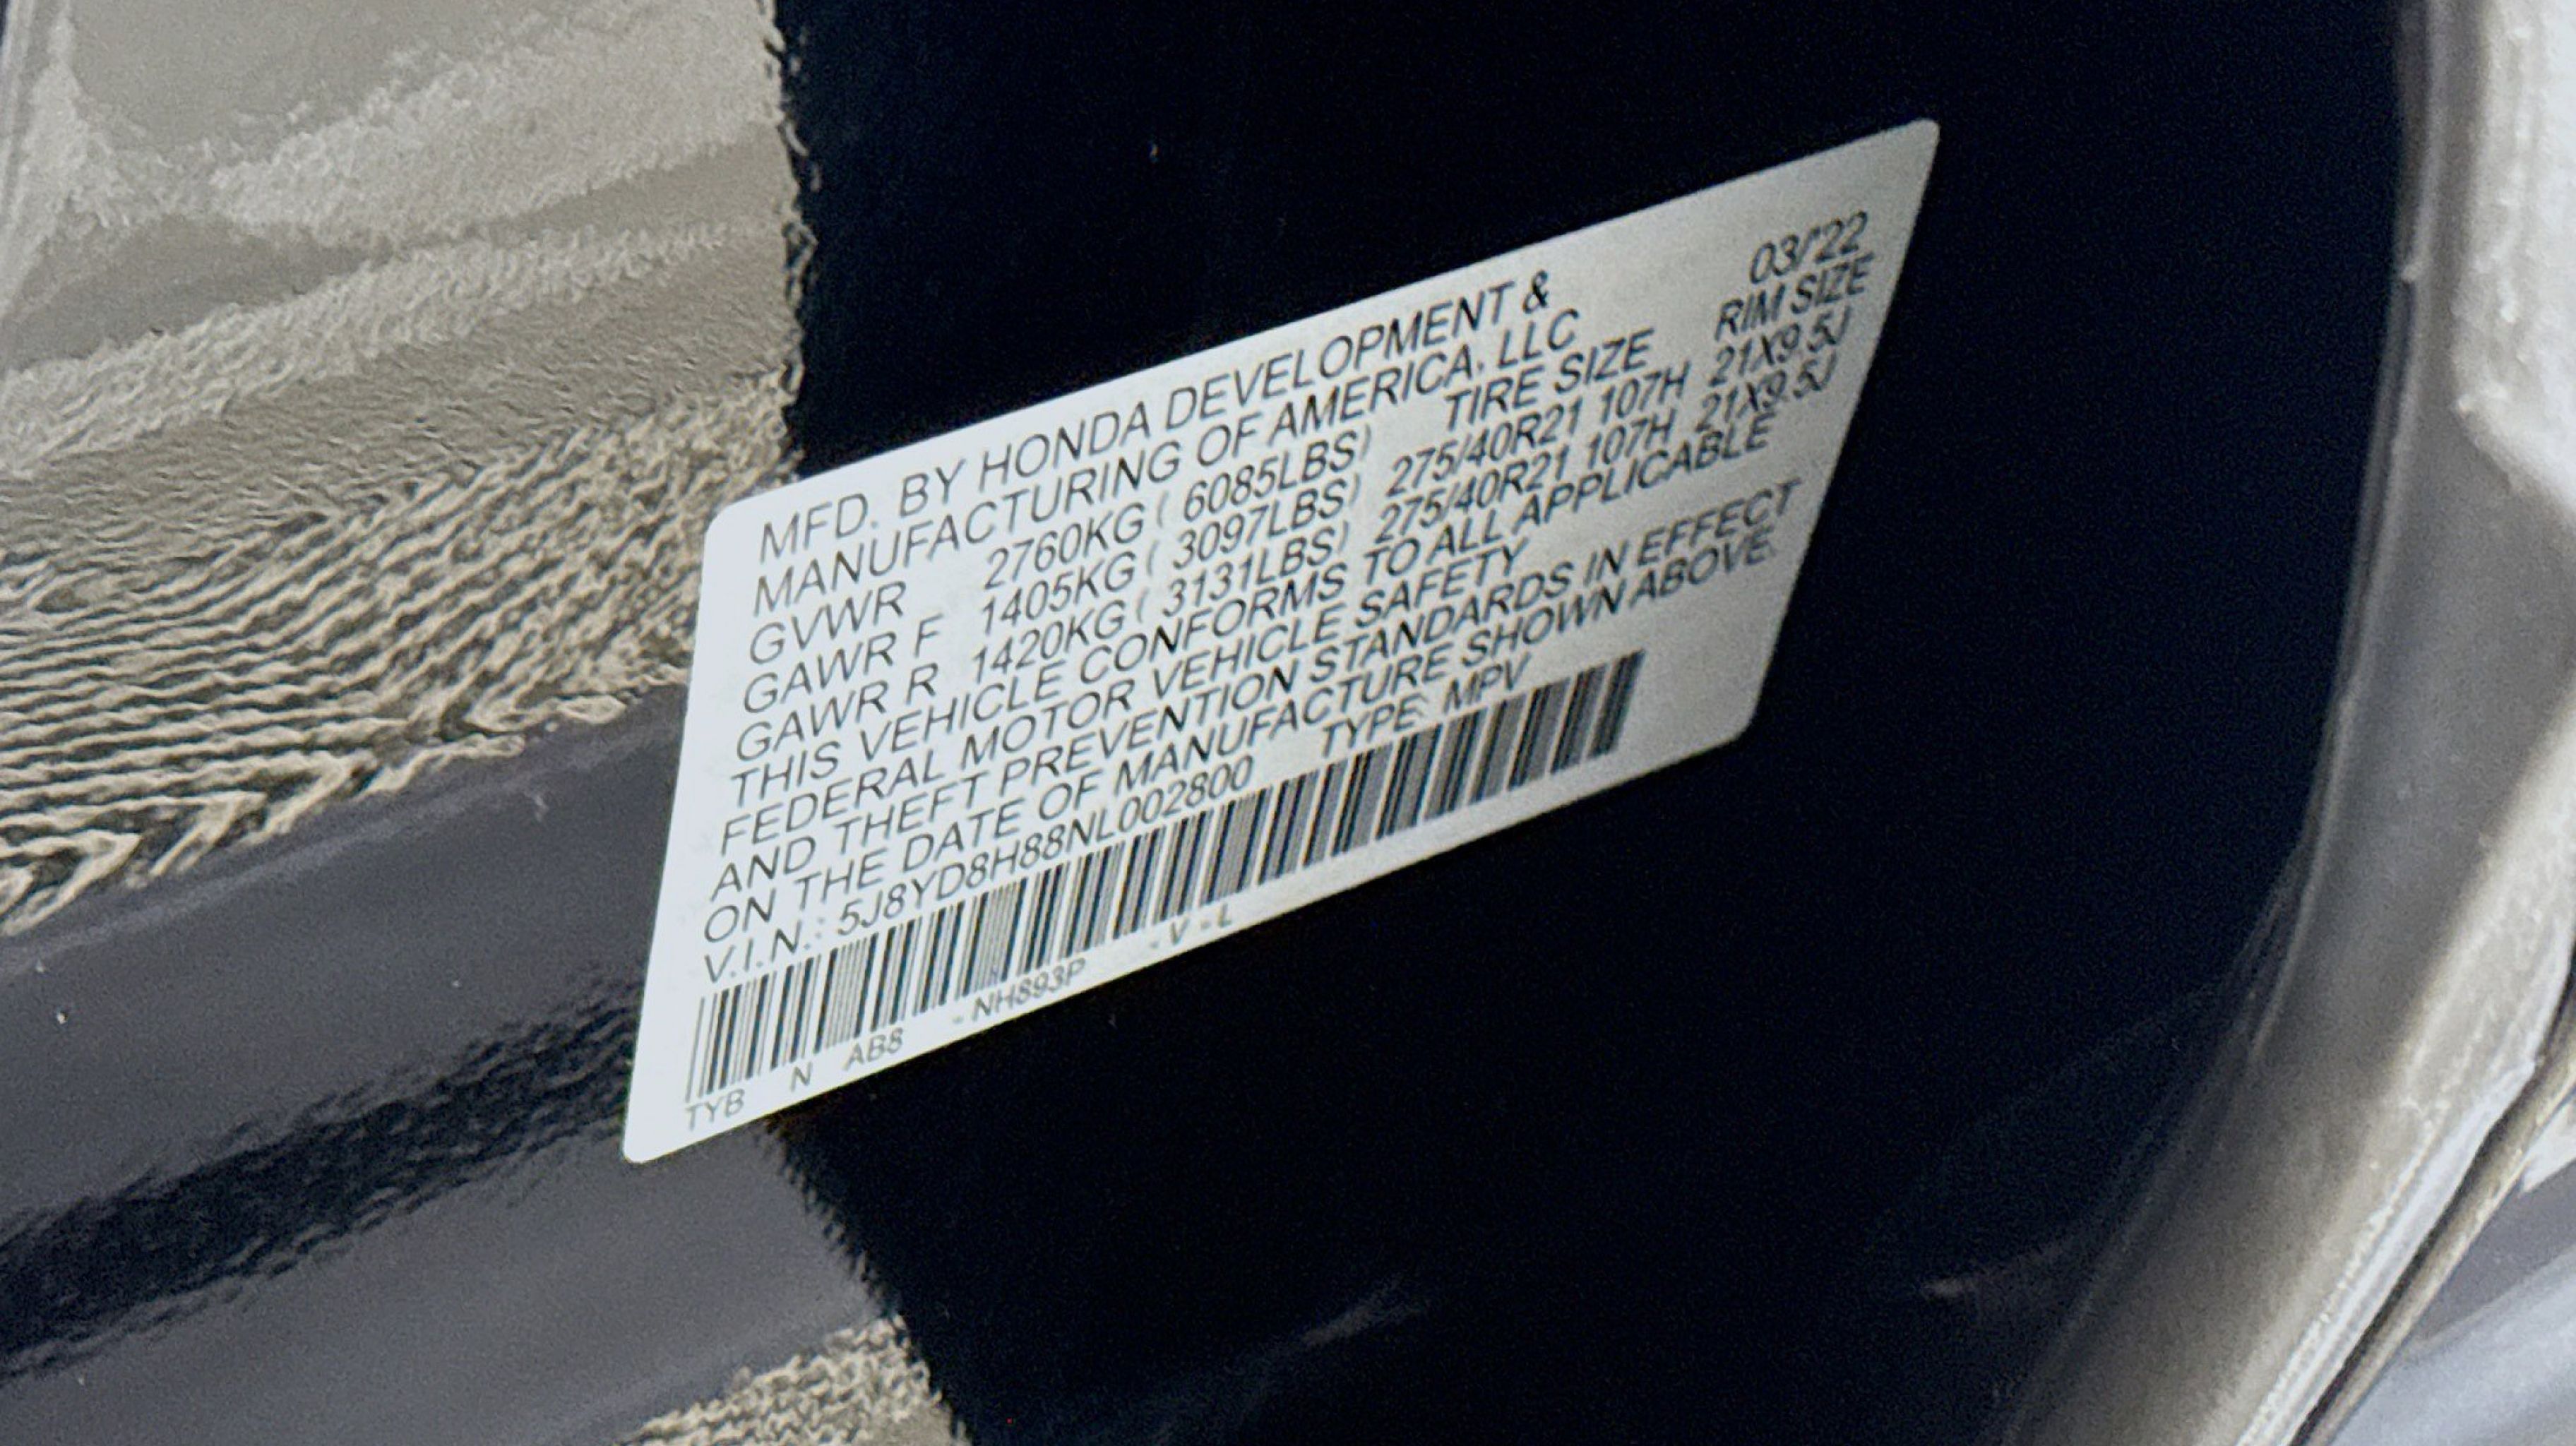 03/'22
MFD. BY HONDA DEVELOPMENT &
MANUFACTURING OF AMERICA, LLC
TIRE SIZE RIM SIZE
GVWR 2760KG ( 6085LBS)
GAWR F 1405KG ( 3097LBS) 275/40R21 107H 21X9.5J
GAWR R 1420KG ( 3131LBS) 275/40R21 107H 21X9.5J
THIS VEHICLE CONFORMS TO ALL APPLICABLE
FEDERAL MOTOR VEHICLE SAFETY
AND THEFT PREVENTION STANDARDS IN EFFECT
ON THE DATE OF MANUFACTURE SHOWN ABOVE.
V.I.N.: 5J8YD8H88NL002800 TYPE: MPV
TYB N AB8 - NH893P - V - L